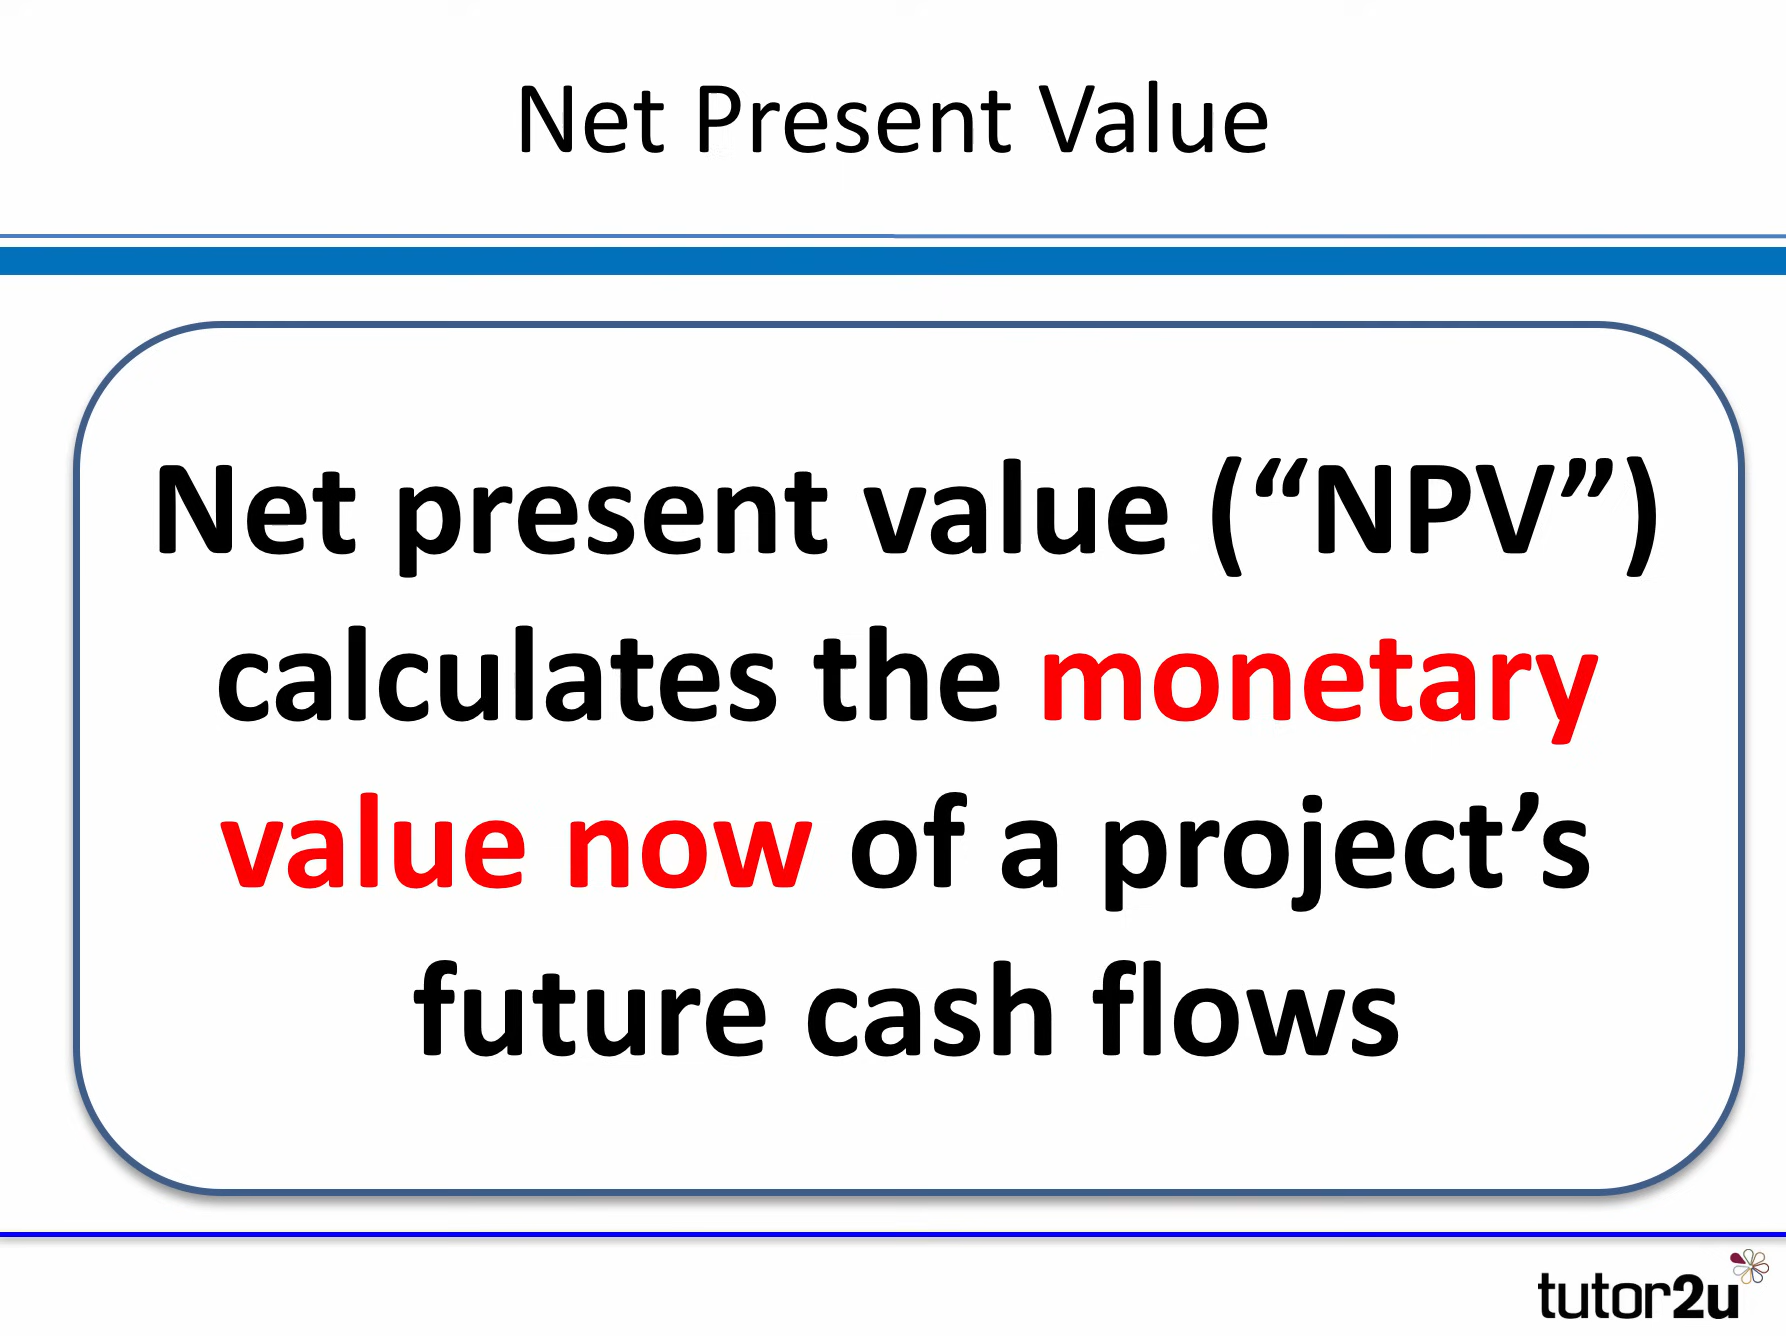 Net Present Value
Net present value (“NPV”)
calculates the monetary
value now of a project’s
future cash flows
tutor2u